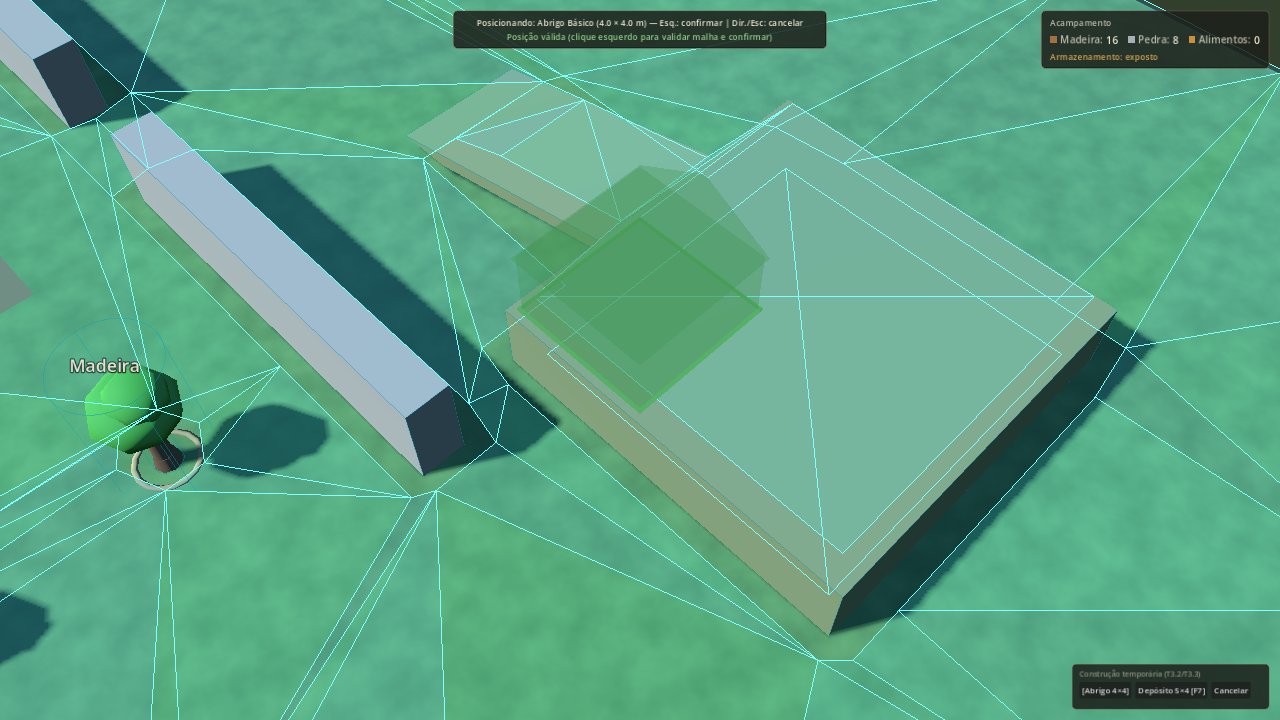 Posicionando: Abrigo Básico (4.0 × 4.0 m) — Esq.: confirmar | Dir./Esc: cancelar
Posição válida (clique esquerdo para validar malha e confirmar)
Acampamento
Madeira: 16 Pedra: 8 Alimentos: 0
Armazenamento: exposto
Madeira
Construção temporária (T3.2/T3.3)
[Abrigo 4×4] Depósito 5×4 [F7] Cancelar